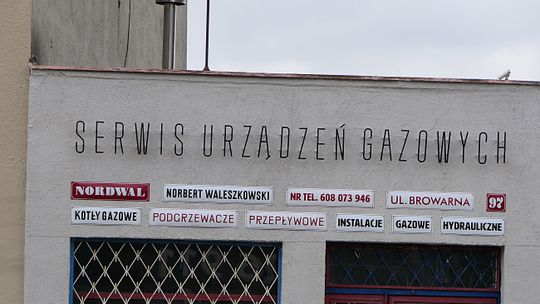 SERWIS URZĄDZEŃ GAZOWYCH
NORDWAL NORBERT WALESZKOWSKI NR TEL. 608 073 946 UL. BROWARNA 97
KOTŁY GAZOWE PODGRZEWACZE PRZEPŁYWOWE INSTALACJE GAZOWE HYDRAULICZNE